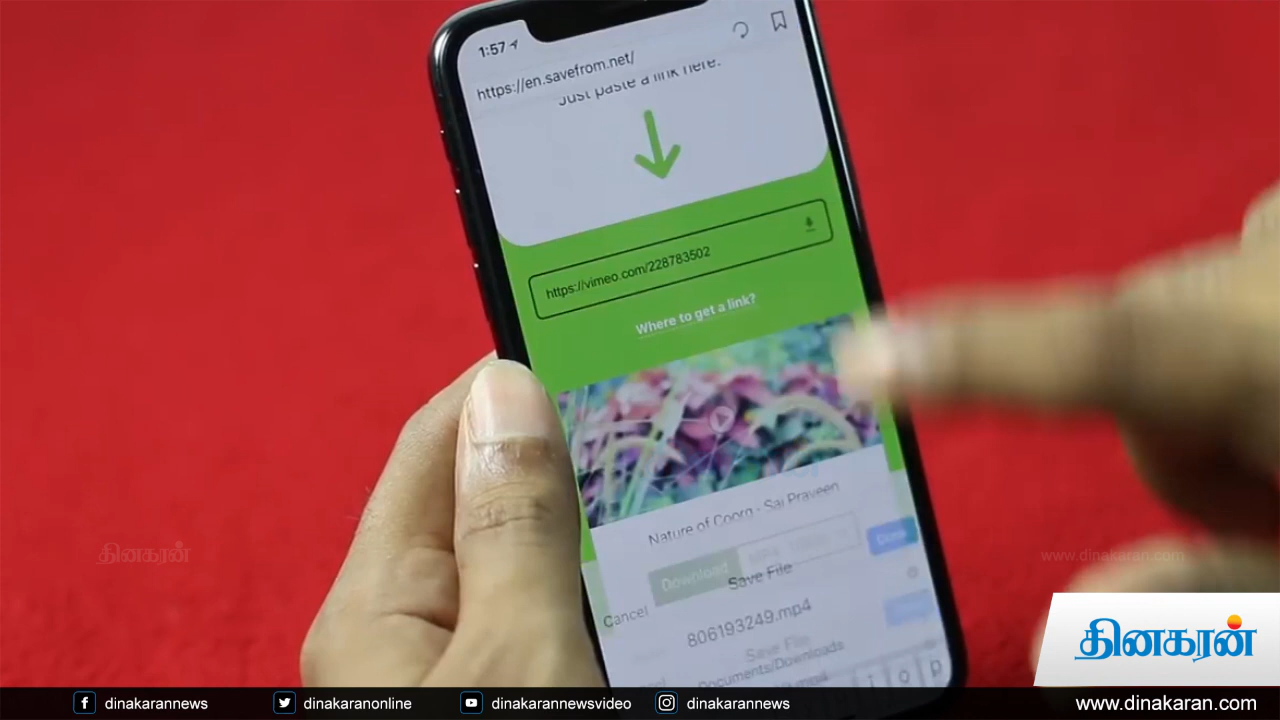 1:57
https://en.savefrom.net/
Just paste a link here.
https://vimeo.com/228783502
Where to get a link?
Nature of Coorg - Sai Praveen
Download
Save File
Cancel
806193249.mp4
Save File
Documents/Downloads
i o p
தினகரன்
www.dinakaran.com
தினகரன்
dinakarannews
dinakaranonline
dinakarannewsvideo
dinakarannews
www.dinakaran.com